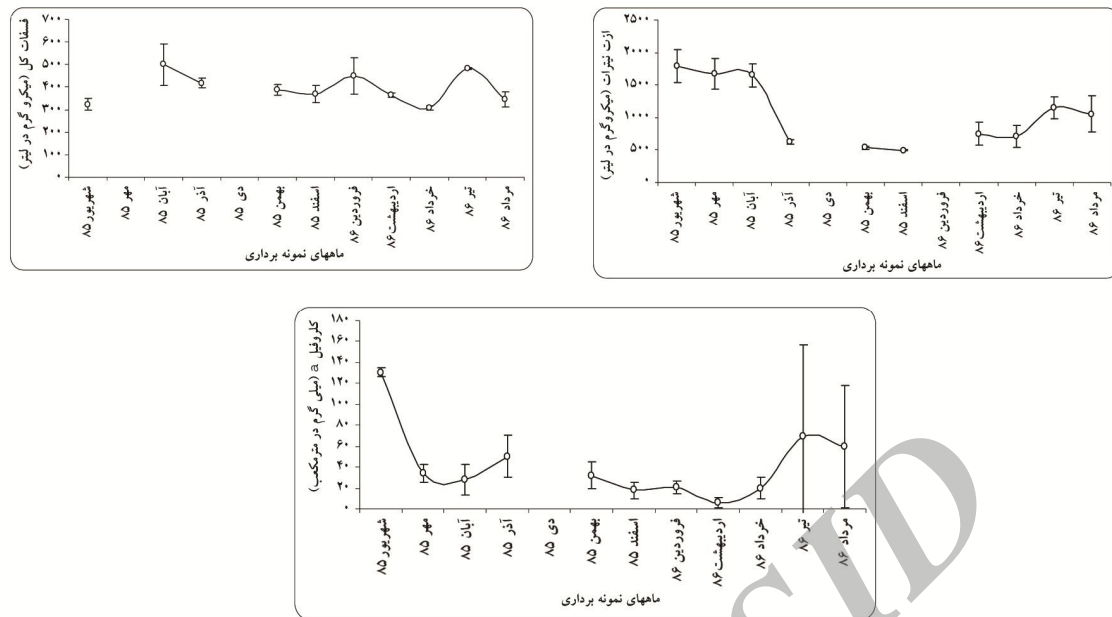 فسفات کل (میکرو گرم در لیتر)
۷۰۰
۶۰۰
۵۰۰
۴۰۰
۳۰۰
۲۰۰
۱۰۰
۰
شهریور ۸۵
مهر ۸۵
آبان ۸۵
آذر ۸۵
دی ۸۵
بهمن ۸۵
اسفند ۸۵
فروردین ۸۶
اردیبهشت ۸۶
خرداد ۸۶
تیر ۸۶
مرداد ۸۶
ماههای نمونه برداری
ازت نیترات (میکروگرم در لیتر)
۲۵۰۰
۲۰۰۰
۱۵۰۰
۱۰۰۰
۵۰۰
۰
شهریور ۸۵
مهر ۸۵
آبان ۸۵
آذر ۸۵
دی ۸۵
بهمن ۸۵
اسفند ۸۵
فروردین ۸۶
اردیبهشت ۸۶
خرداد ۸۶
تیر ۸۶
مرداد ۸۶
ماههای نمونه برداری
کلروفیل a (میلی گرم در مترمکعب)
۱۸۰
۱۶۰
۱۴۰
۱۲۰
۱۰۰
۸۰
۶۰
۴۰
۲۰
۰
شهریور ۸۵
مهر ۸۵
آبان ۸۵
آذر ۸۵
دی ۸۵
بهمن ۸۵
اسفند ۸۵
فروردین ۸۶
اردیبهشت ۸۶
خرداد ۸۶
تیر ۸۶
مرداد ۸۶
ماههای نمونه برداری
SID